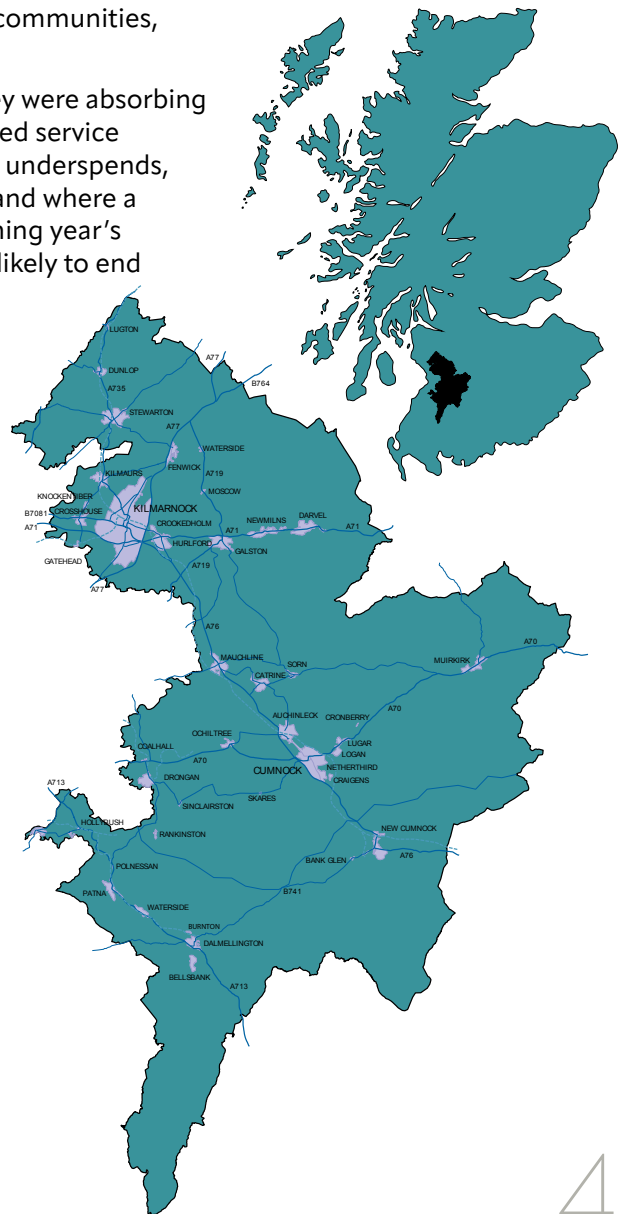 communities,
by were absorbing
ed service
underspends,
and where a
ning year's
likely to end
LUGTON
A77
DUNLOP
B764
A735
STEWARTON
A77
WATERSIDE
FENWICK
KILMAURS
A719
MOSCOW
KNOCKENTIBER
KILMARNOCK
CROSSHOUSE
B7081
CROOKEDHOLM
NEWMILNS
DARVEL
A71
A71
A71
HURLFORD
GALSTON
GATEHEAD
A719
A77
A76
MAUCHLINE
SORN
MUIRKIRK
A70
CATRINE
AUCHINLECK
CRONBERRY
A70
OCHILTREE
LUGAR
LOGAN
COALHALL
A70
CUMNOCK
NETHERTHIRD
CRAIGENS
DRONGAN
A713
SKARES
SINCLAIRSTON
HOLLYBUSH
RANKINSTON
NEW CUMNOCK
BANK GLEN
A76
POLNESSAN
PATNA
B741
WATERSIDE
BURNTON
DALMELLINGTON
BELLSBANK
A713